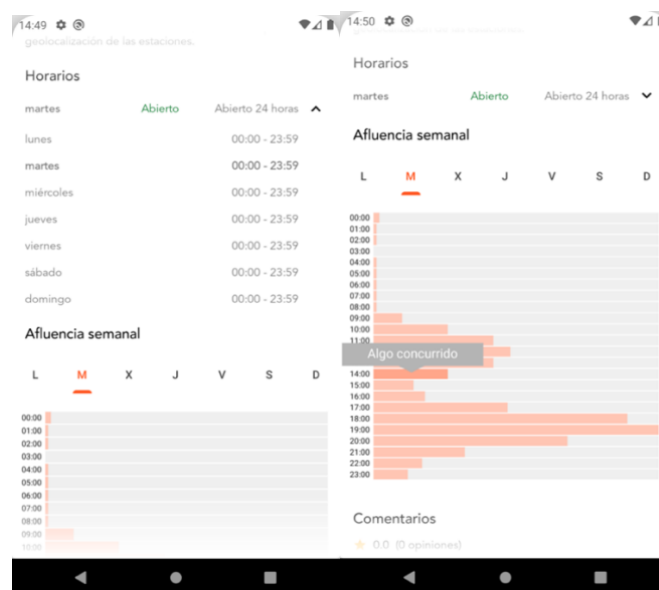 14:49
geolocalización de las estaciones.
Horarios
martes Abierto Abierto 24 horas
lunes 00:00 - 23:59
martes 00:00 - 23:59
miércoles 00:00 - 23:59
jueves 00:00 - 23:59
viernes 00:00 - 23:59
sábado 00:00 - 23:59
domingo 00:00 - 23:59
Afluencia semanal
L M X J V S D
00:00
01:00
02:00
03:00
04:00
05:00
06:00
07:00
08:00
09:00
10:00
14:50
Horarios
martes Abierto Abierto 24 horas
Afluencia semanal
L M X J V S D
00:00
01:00
02:00
03:00
04:00
05:00
06:00
07:00
08:00
09:00
10:00
11:00
Algo concurrido
14:00
15:00
16:00
17:00
18:00
19:00
20:00
21:00
22:00
23:00
Comentarios
0.0 (0 opiniones)